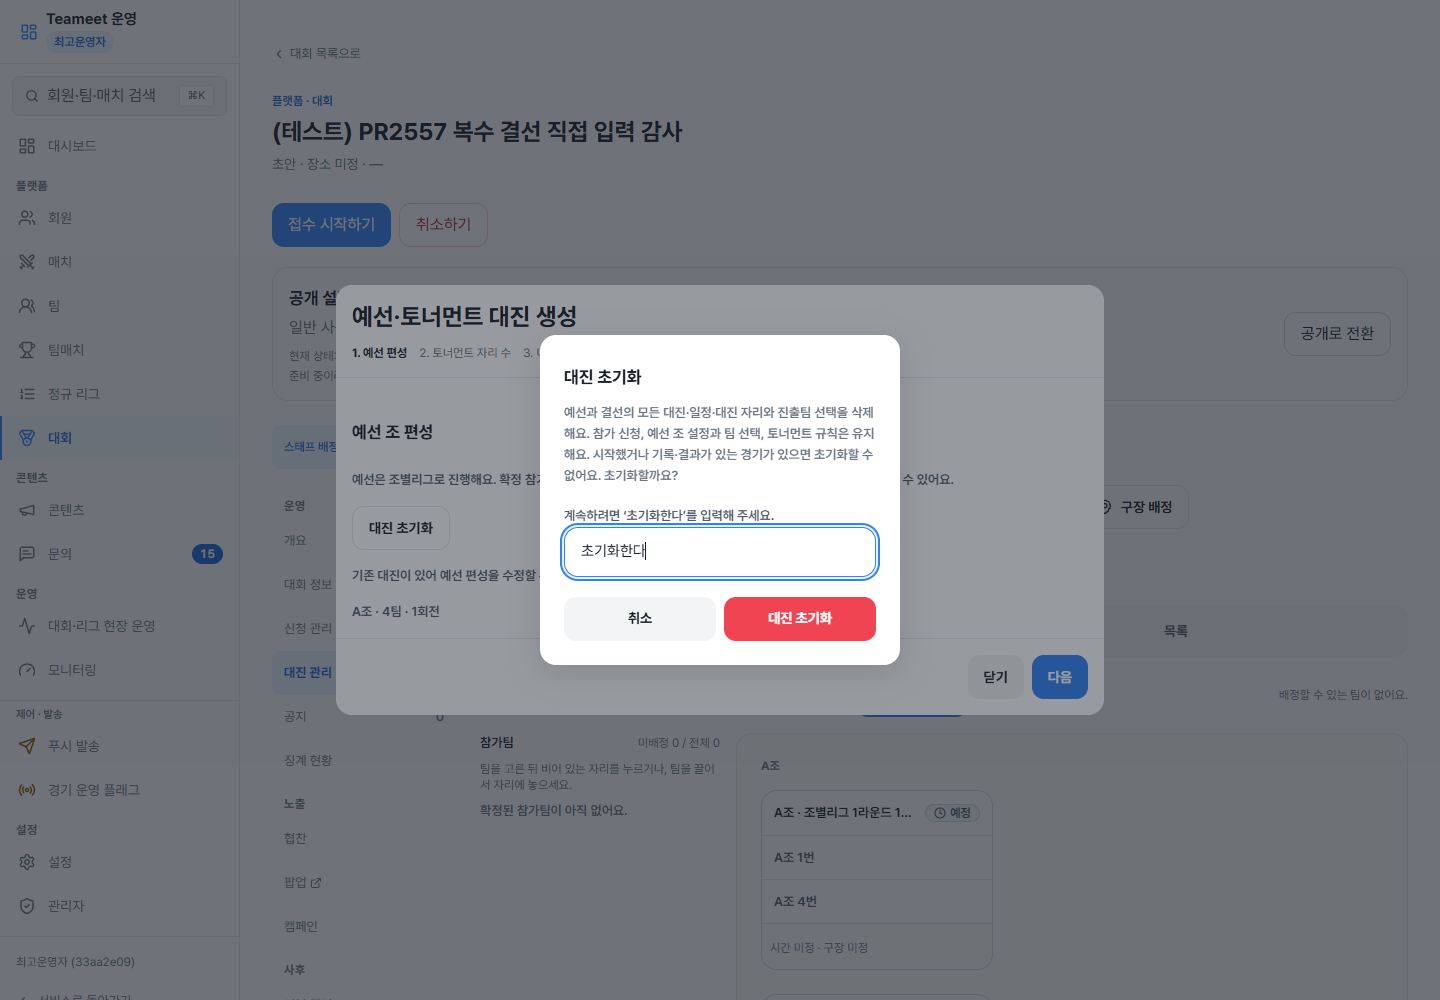 Teameet 운영
최고운영자
회원·팀·매치 검색
⌘K
대시보드
플랫폼
회원
매치
팀
팀매치
정규 리그
대회
콘텐츠
콘텐츠
문의
15
운영
대회·리그 현장 운영
모니터링
제어 · 발송
푸시 발송
경기 운영 플래그
설정
설정
관리자
최고운영자 (33aa2e09)
대회 목록으로
플랫폼 · 대회
(테스트) PR2557 복수 결선 직접 입력 감사
초안 · 장소 미정 · —
접수 시작하기
취소하기
공개 설
일반 사
현재 상태
준비 중이
공개로 전환
스태프 배정
운영
개요
대회 정보
신청 관리
대진 관리
공지
0
징계 현황
노출
협찬
팝업
캠페인
사후
예선·토너먼트 대진 생성
1. 예선 편성
2. 토너먼트 자리 수
3.
예선 조 편성
예선은 조별리그로 진행해요. 확정 참
수 있어요.
대진 초기화
기존 대진이 있어 예선 편성을 수정할
A조 · 4팀 · 1회전
닫기
다음
대진 초기화
예선과 결선의 모든 대진·일정·대진 자리와 진출팀 선택을 삭제
해요. 참가 신청, 예선 조 설정과 팀 선택, 토너먼트 규칙은 유지
해요. 시작했거나 기록·결과가 있는 경기가 있으면 초기화할 수
없어요. 초기화할까요?
계속하려면 ‘초기화한다’를 입력해 주세요.
초기화한다
취소
대진 초기화
구장 배정
목록
배정할 수 있는 팀이 없어요.
참가팀
미배정 0 / 전체 0
팀을 고른 뒤 비어 있는 자리를 누르거나, 팀을 끌어
서 자리에 놓으세요.
확정된 참가팀이 아직 없어요.
A조
A조 · 조별리그 1라운드 1...
예정
A조 1번
A조 4번
시간 미정 · 구장 미정